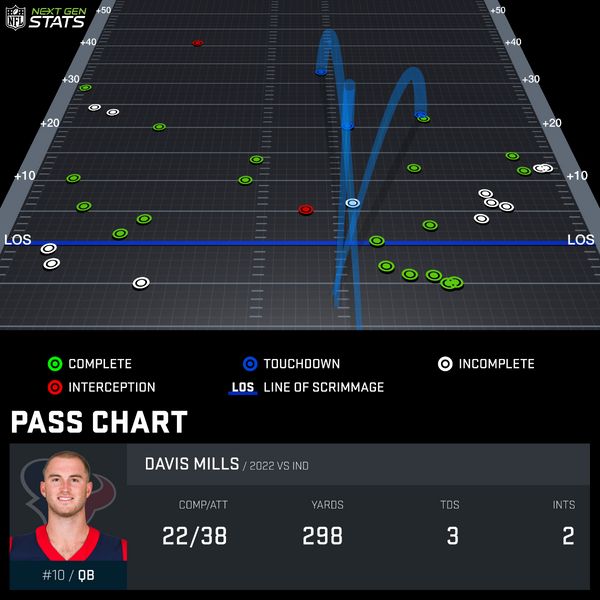 NFL NEXT GEN STATS
+50 +50
+40 +40
+30 +30
+20 +20
+10 +10
LOS LOS
COMPLETE TOUCHDOWN INCOMPLETE
INTERCEPTION LOS LINE OF SCRIMMAGE
PASS CHART
DAVIS MILLS / 2022 VS IND
COMP/ATT YARDS TDS INTS
22/38 298 3 2
#10 / QB